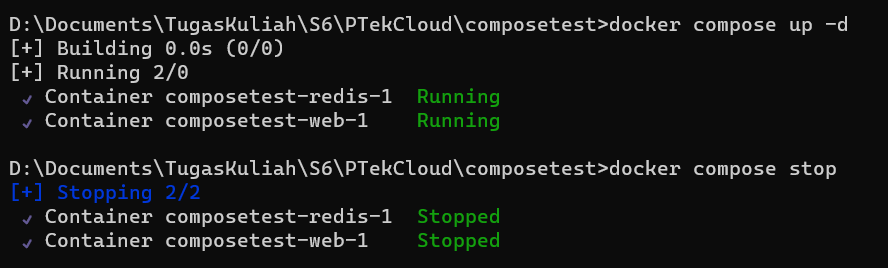 D:\Documents\TugasKuliah\S6\PTekCloud\composetest>docker compose up -d
[+] Building 0.0s (0/0)
[+] Running 2/0
✔ Container composetest-redis-1  Running
✔ Container composetest-web-1    Running
D:\Documents\TugasKuliah\S6\PTekCloud\composetest>docker compose stop
[+] Stopping 2/2
✔ Container composetest-redis-1  Stopped
✔ Container composetest-web-1    Stopped